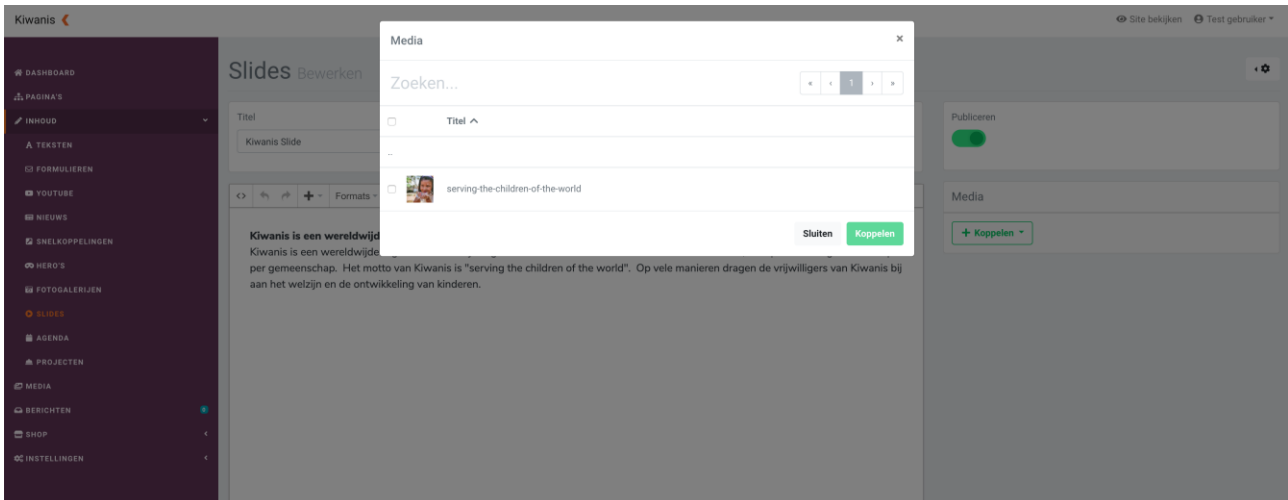 Kiwanis
Site bekijken
Test gebruiker
DASHBOARD
PAGINA'S
INHOUD
TEKSTEN
FORMULIEREN
YOUTUBE
NIEUWS
SNELKOPPELINGEN
HERO'S
FOTOGALERIJEN
SLIDES
AGENDA
PROJECTEN
MEDIA
BERICHTEN
SHOP
INSTELLINGEN
Slides Bewerken
Titel
Kiwanis Slide
Formats
Kiwanis is een wereldwijd
Kiwanis is een wereldwijde
per gemeenschap. Het motto van Kiwanis is "serving the children of the world". Op vele manieren dragen de vrijwilligers van Kiwanis bij
aan het welzijn en de ontwikkeling van kinderen.
Media ×
Zoeken...
« ‹ 1 › »
Titel
..
serving-the-children-of-the-world
Sluiten Koppelen
Publiceren
Media
+ Koppelen